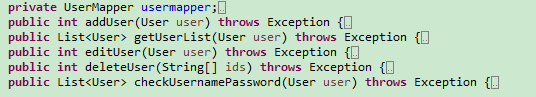 private UserMapper usermapper;
public int addUser(User user) throws Exception {
public List<User> getUserList(User user) throws Exception {
public int editUser(User user) throws Exception {
public int deleteUser(String[] ids) throws Exception {
public List<User> checkUsernamePassword(User user) throws Exception {